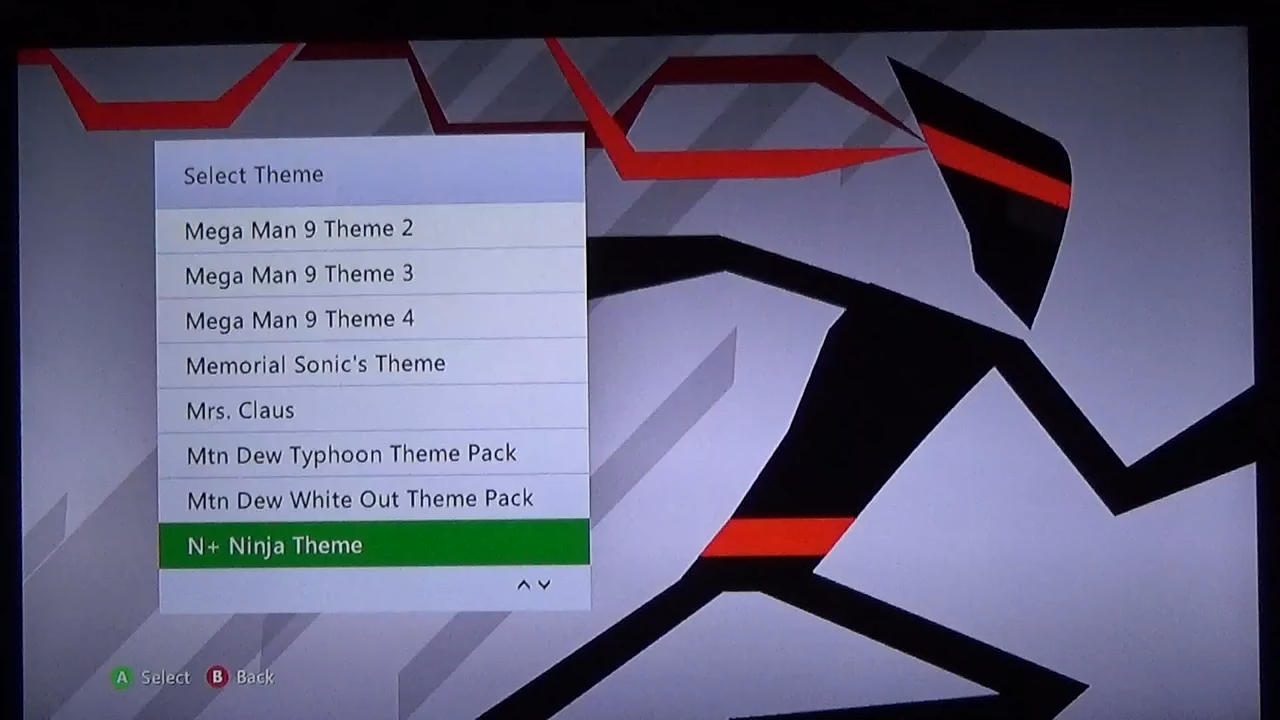 Select Theme
Mega Man 9 Theme 2
Mega Man 9 Theme 3
Mega Man 9 Theme 4
Memorial Sonic's Theme
Mrs. Claus
Mtn Dew Typhoon Theme Pack
Mtn Dew White Out Theme Pack
N+ Ninja Theme
A Select B Back